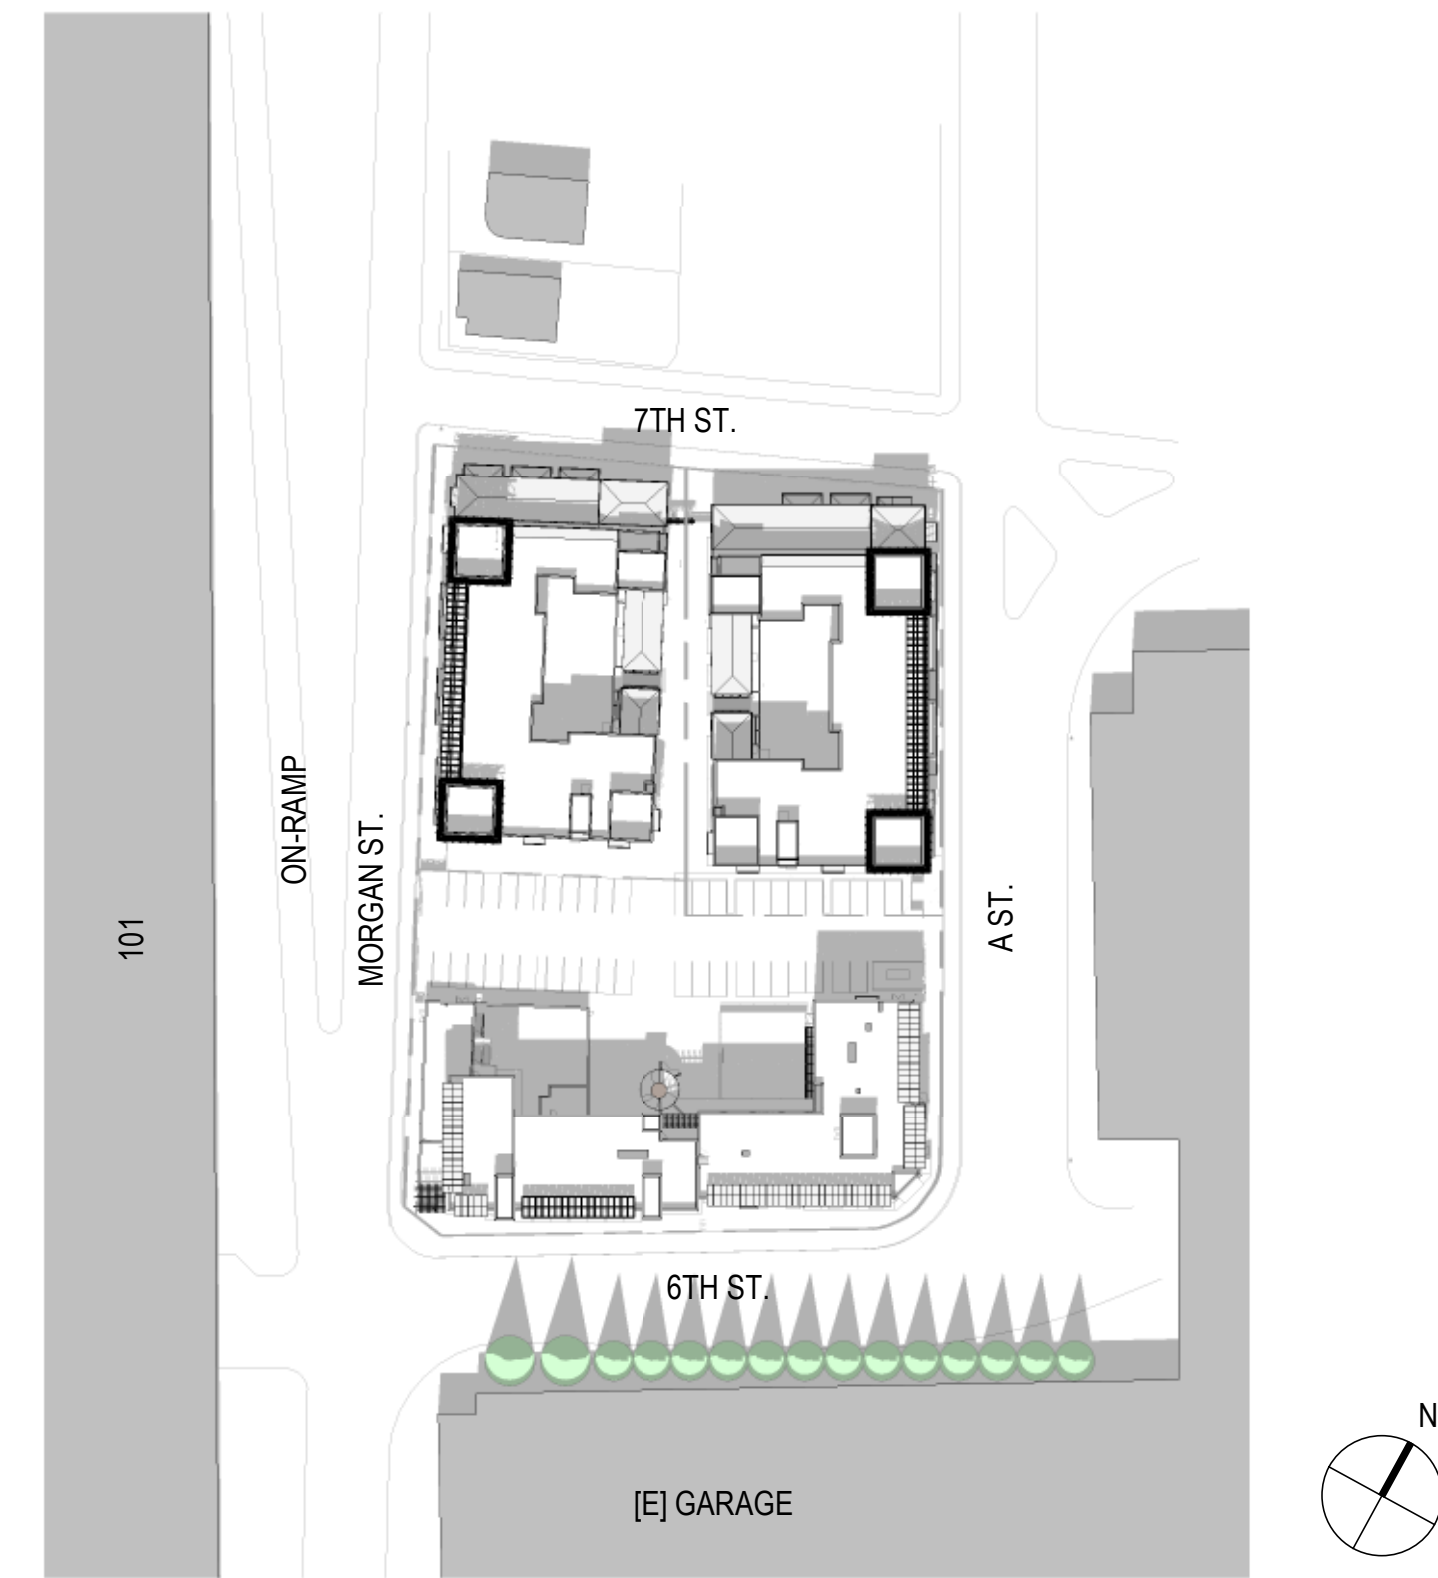 7TH ST.
ON-RAMP
MORGAN ST.
A ST.
101
6TH ST.
N
[E] GARAGE